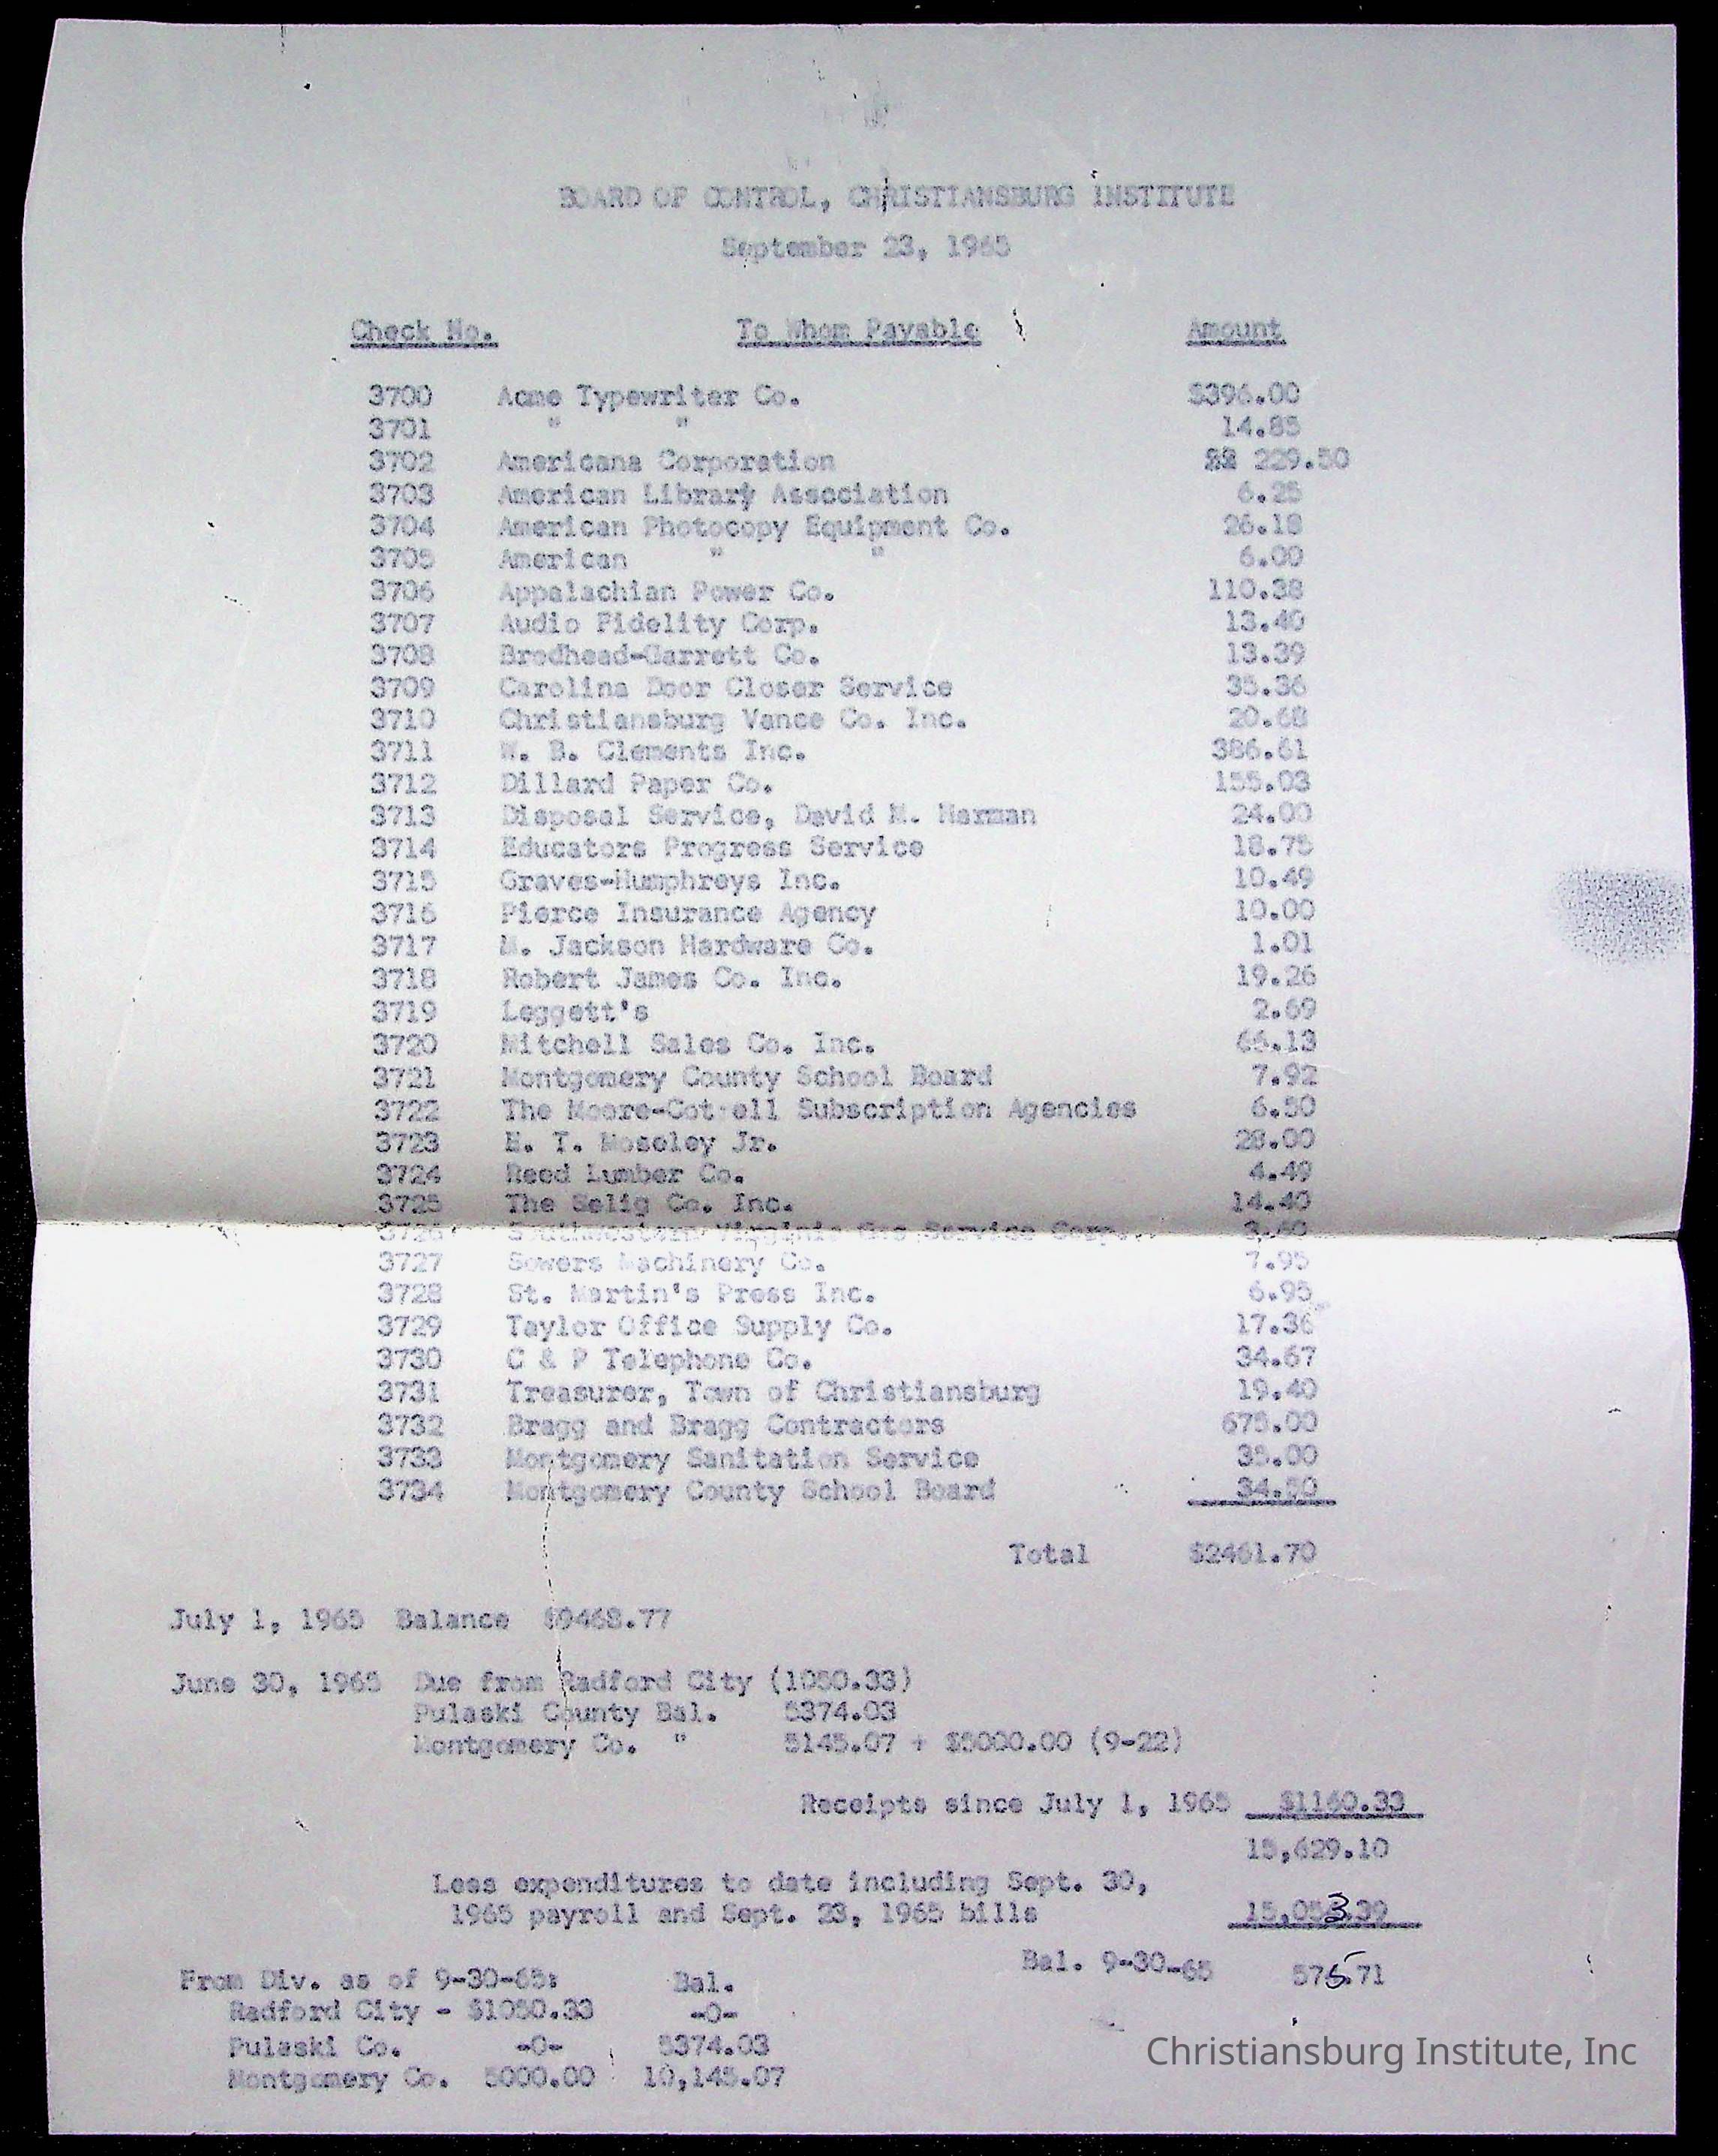 BOARD OF CONTROL, CHRISTIANSBURG INSTITUTE
September 23, 1965
Check No. To Whom Payable Amount
3700 Acme Typewriter Co. $396.00
3701 " " 14.85
3702 Americana Corporation 229.50
3703 American Library Association 6.25
3704 American Photocopy Equipment Co. 26.18
3705 American " " 6.00
3706 Appalachian Power Co. 110.38
3707 Audio Fidelity Corp. 13.40
3708 Brodhead-Garrett Co. 13.39
3709 Carolina Door Closer Service 35.36
3710 Christiansburg Vance Co. Inc. 20.68
3711 W. B. Clements Inc. 386.61
3712 Dillard Paper Co. 155.03
3713 Disposal Service, David M. Harman 24.00
3714 Educators Progress Service 18.75
3715 Graves-Humphreys Inc. 10.49
3716 Pierce Insurance Agency 10.00
3717 M. Jackson Hardware Co. 1.01
3718 Robert James Co. Inc. 19.26
3719 Leggett's 2.69
3720 Mitchell Sales Co. Inc. 66.13
3721 Montgomery County School Board 7.92
3722 The Moore-Cottrell Subscription Agencies 6.50
3723 T. Moseley Jr. 28.00
3724 Reed Lumber Co. 4.49
3725 The Selig Co. Inc. 14.40
3726 Southwestern Virginia Gas Service Corp. 3.60
3727 Sowers Machinery Co. 7.95
3728 St. Martin's Press Inc. 6.95
3729 Taylor Office Supply Co. 17.36
3730 C & P Telephone Co. 34.67
3731 Treasurer, Town of Christiansburg 19.40
3732 Bragg and Bragg Contractors 675.00
3733 Montgomery Sanitation Service 35.00
3734 Montgomery County School Board 34.50
Total $2461.70
July 1, 1965 Balance $9468.77
June 30, 1965 Due from Radford City (1050.33)
Pulaski County Bal. 5374.03
Montgomery Co. " 5145.07 + $5000.00 (9-22)
Receipts since July 1, 1965 $1160.33
15,629.10
Less expenditures to date including Sept. 30,
1965 payroll and Sept. 23, 1965 bills 15,053.39
Bal. 9-30-65 575.71
From Div. as of 9-30-65: Bal.
Radford City - $1050.33 -0-
Pulaski Co. -0- 5374.03
Montgomery Co. 5000.00 10,145.07
Christiansburg Institute, Inc